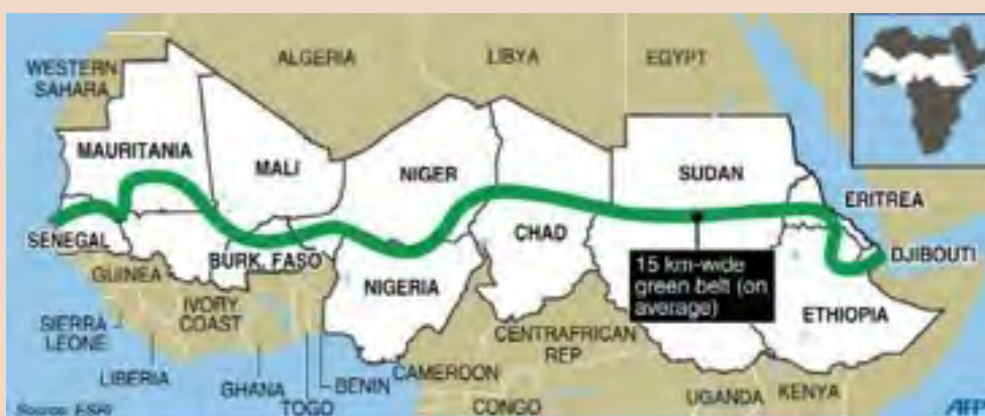 ALGERIA
LIBYA
EGYPT
WESTERN
SAHARA
MAURITANIA
MALI
NIGER
SUDAN
ERITREA
CHAD
SENEGAL
BURK. FASO
DJIBOUTI
GUINEA
NIGERIA
15 km-wide
green belt (on
average)
IVORY
COAST
ETHIOPIA
SIERRA
LEONE
CENTRAFRICAN
REP
LIBERIA
GHANA
BENIN
CAMEROON
UGANDA
KENYA
TOGO
CONGO
Source: ESRI
AFP